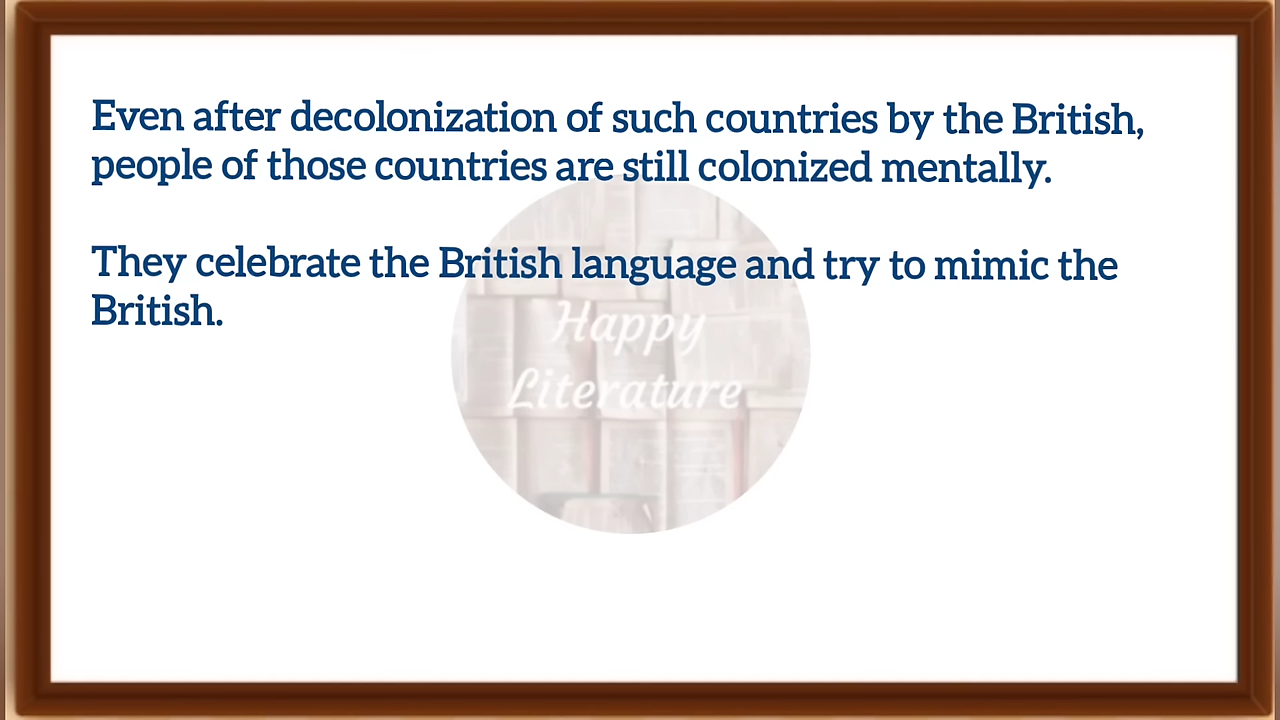 Even after decolonization of such countries by the British,
people of those countries are still colonized mentally.
They celebrate the British language and try to mimic the
British.
Happy
Literature